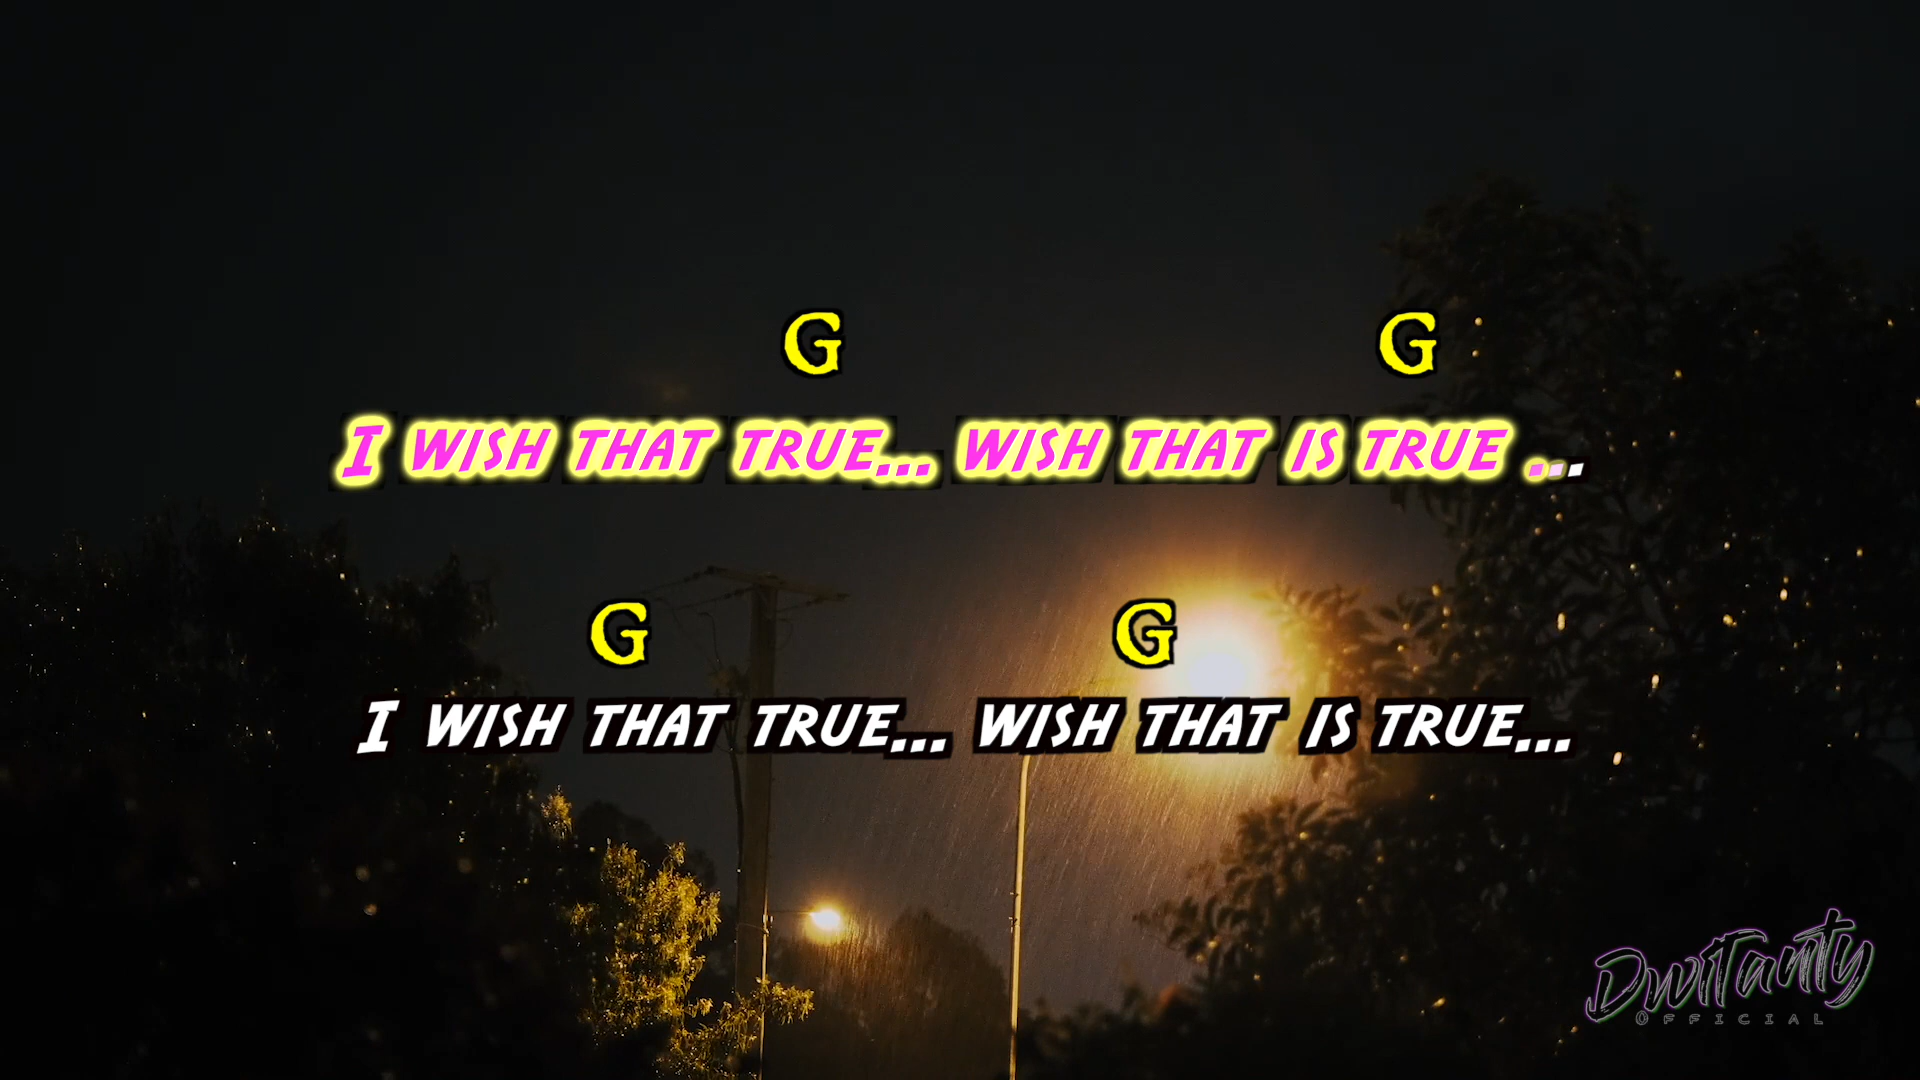 G G
I WISH THAT TRUE... WISH THAT IS TRUE ...
G G
I WISH THAT TRUE... WISH THAT IS TRUE...
DwiTanty
OFFICIAL